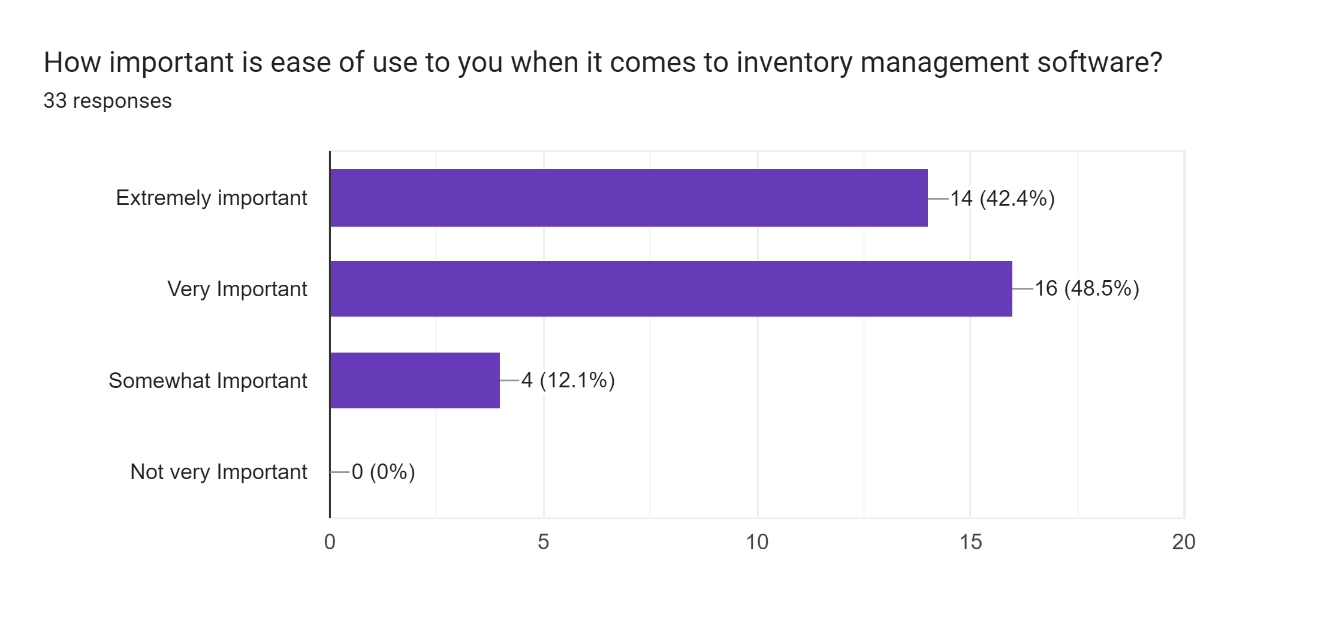 How important is ease of use to you when it comes to inventory management software?
33 responses
Extremely important 14 (42.4%)
Very Important 16 (48.5%)
Somewhat Important 4 (12.1%)
Not very Important 0 (0%)
0 5 10 15 20